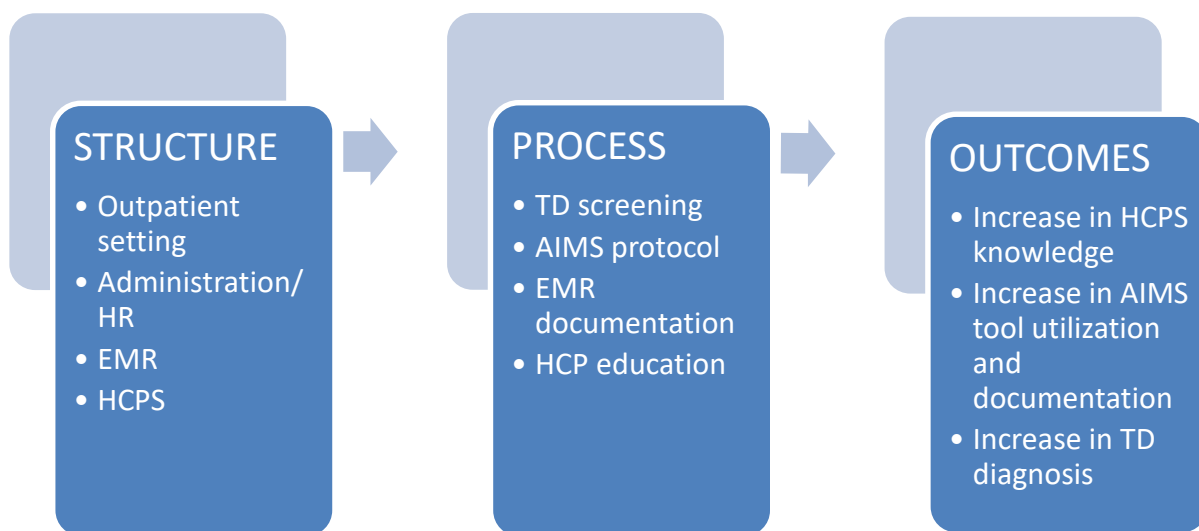 STRUCTURE
• Outpatient
setting
• Administration/
HR
• EMR
• HCPS
PROCESS
• TD screening
• AIMS protocol
• EMR
documentation
• HCP education
OUTCOMES
• Increase in HCPS
knowledge
• Increase in AIMS
tool utilization
and
documentation
• Increase in TD
diagnosis